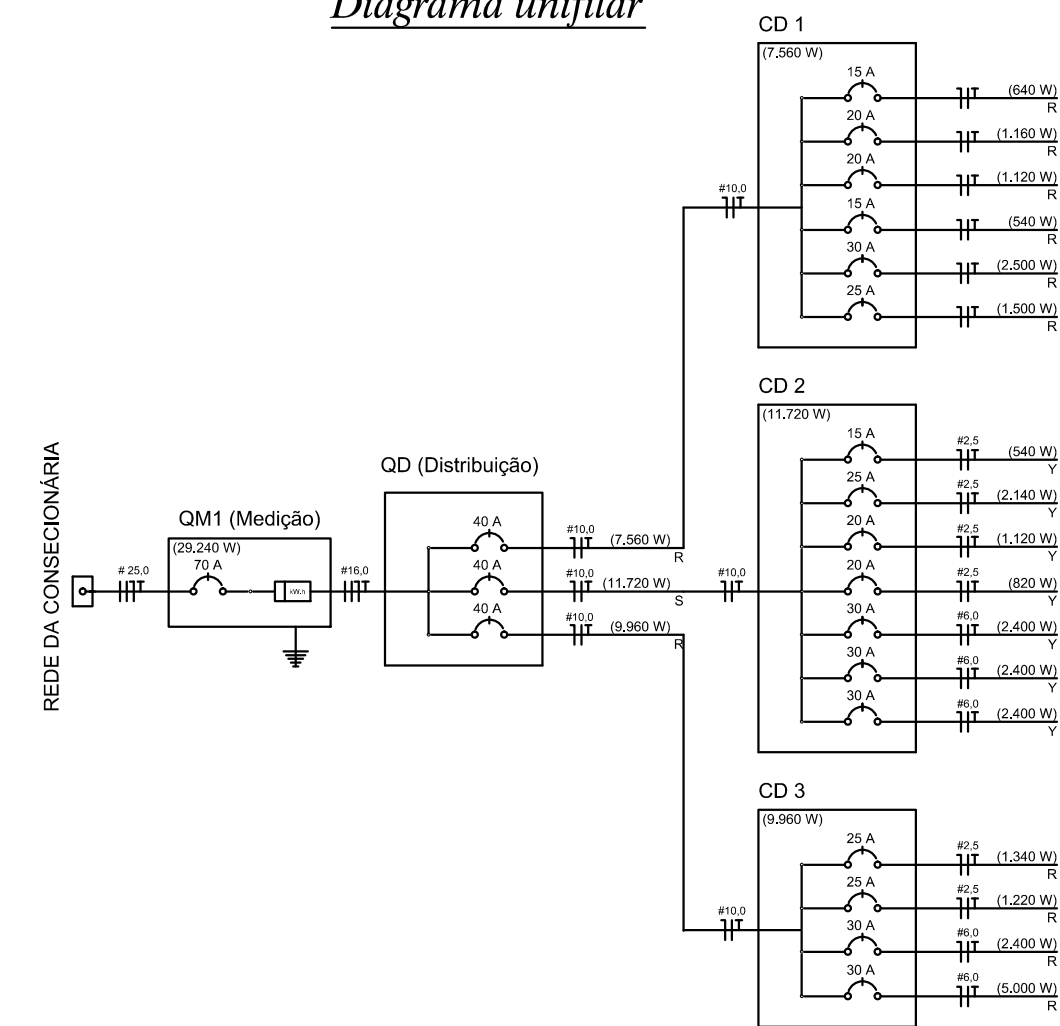 Diagrama unifilar
CD 1
(7.560 W)
15 A
(640 W)
R
20 A
(1.160 W)
R
20 A
(1.120 W)
R
15 A
(540 W)
R
30 A
(2.500 W)
R
25 A
(1.500 W)
R
#10,0
CD 2
(11.720 W)
15 A
#2,5
(540 W)
Y
25 A
#2,5
(2.140 W)
Y
20 A
#2,5
(1.120 W)
Y
20 A
#2,5
(820 W)
Y
30 A
#6,0
(2.400 W)
Y
30 A
#6,0
(2.400 W)
Y
30 A
#6,0
(2.400 W)
Y
#10,0
REDE DA CONSECIONÁRIA
# 25,0
QM1 (Medição)
(29.240 W)
70 A
kW.h
#16,0
QD (Distribuição)
40 A
#10,0
(7.560 W)
R
40 A
#10,0
(11.720 W)
S
40 A
#10,0
(9.960 W)
R
CD 3
(9.960 W)
25 A
#2,5
(1.340 W)
R
25 A
#2,5
(1.220 W)
R
30 A
#6,0
(2.400 W)
R
30 A
#6,0
(5.000 W)
R
#10,0